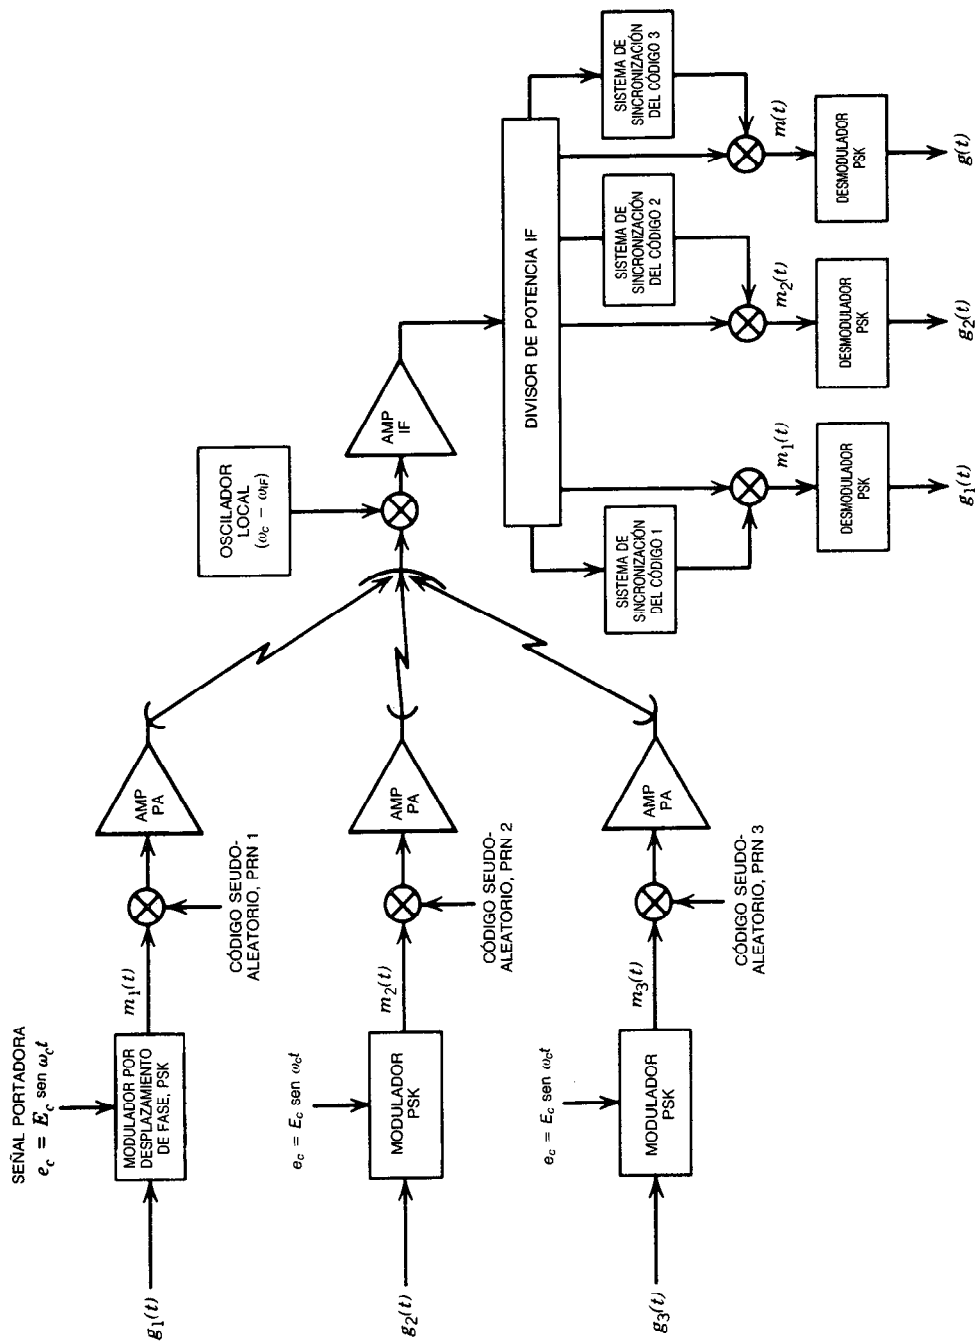 SEÑAL PORTADORA
e_c = E_c sen ω_c t
g_1(t)
MODULADOR POR
DESPLAZAMIENTO
DE FASE, PSK
m_1(t)
CÓDIGO SEUDO-
ALEATORIO, PRN 1
AMP
PA
e_c = E_c sen ω_c t
g_2(t)
MODULADOR
PSK
m_2(t)
CÓDIGO SEUDO-
ALEATORIO, PRN 2
AMP
PA
e_c = E_c sen ω_c t
g_3(t)
MODULADOR
PSK
m_3(t)
CÓDIGO SEUDO-
ALEATORIO, PRN 3
AMP
PA
OSCILADOR
LOCAL
(ω_c − ω_IF)
AMP
IF
DIVISOR DE POTENCIA IF
SISTEMA DE
SINCRONIZACIÓN
DEL CÓDIGO 1
m_1(t)
DESMODULADOR
PSK
g_1(t)
SISTEMA DE
SINCRONIZACIÓN
DEL CÓDIGO 2
m_2(t)
DESMODULADOR
PSK
g_2(t)
SISTEMA DE
SINCRONIZACIÓN
DEL CÓDIGO 3
m(t)
DESMODULADOR
PSK
g(t)